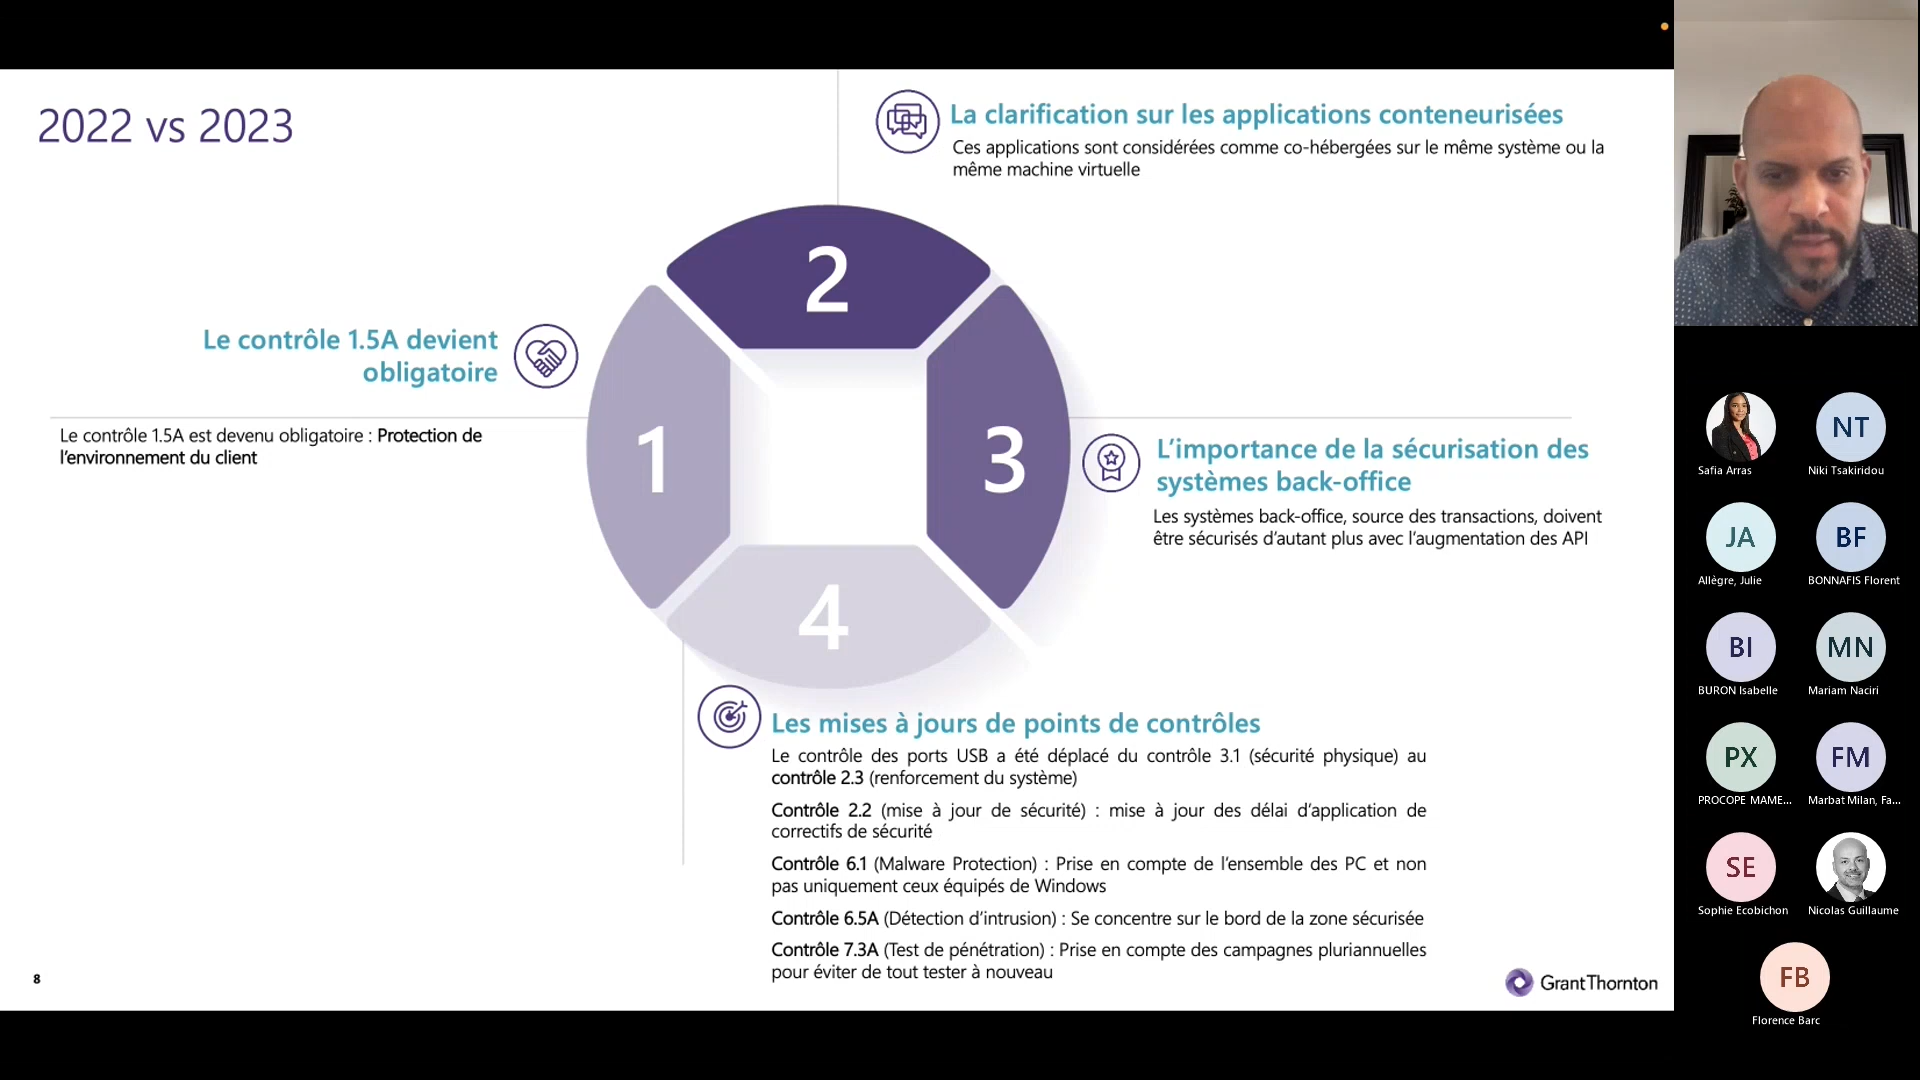 2022 vs 2023
La clarification sur les applications conteneurisées
Ces applications sont considérées comme co-hébergées sur le même système ou la
même machine virtuelle
2
Le contrôle 1.5A devient
obligatoire
Le contrôle 1.5A est devenu obligatoire : Protection de
l'environnement du client
1
3
L'importance de la sécurisation des
systèmes back-office
Les systèmes back-office, source des transactions, doivent
être sécurisés d'autant plus avec l'augmentation des API
4
Les mises à jours de points de contrôles
Le contrôle des ports USB a été déplacé du contrôle 3.1 (sécurité physique) au
contrôle 2.3 (renforcement du système)
Contrôle 2.2 (mise à jour de sécurité) : mise à jour des délai d'application de
correctifs de sécurité
Contrôle 6.1 (Malware Protection) : Prise en compte de l'ensemble des PC et non
pas uniquement ceux équipés de Windows
Contrôle 6.5A (Détection d'intrusion) : Se concentre sur le bord de la zone sécurisée
Contrôle 7.3A (Test de pénétration) : Prise en compte des campagnes pluriannuelles
pour éviter de tout tester à nouveau
8
GrantThornton
Safia Arras
NT
Niki Tsakiridou
JA
Allègre, Julie
BF
BONNAFIS Florent
BI
BURON Isabelle
MN
Mariam Naciri
PX
PROCOPE MAME...
FM
Marbat Milan, Fa...
SE
Sophie Ecobichon
Nicolas Guillaume
FB
Florence Barc